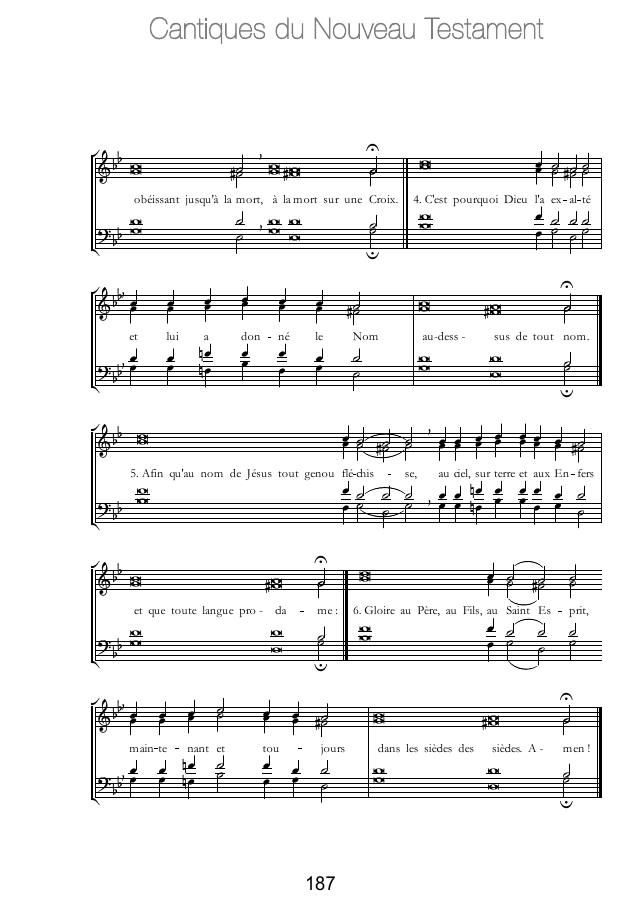 Cantiques du Nouveau Testament
obéissant jusqu'à la mort, à la mort sur une Croix. 4. C'est pourquoi Dieu l'a ex-al-té
et lui a don-né le Nom au-dess-sus de tout nom.
5. Afin qu'au nom de Jésus tout genou flé-chis-se, au ciel, sur terre et aux En-fers
et que toute langue pro-da-me: 6. Gloire au Père, au Fils, au Saint Es-prit,
main-te-nant et tou-jours dans les sièdes des sièdes. A-men!
187